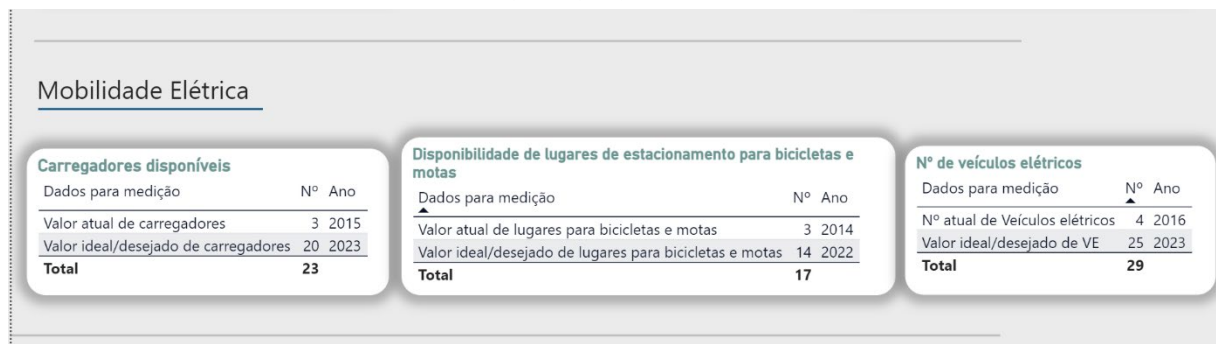 Mobilidade Elétrica
Carregadores disponíveis
Dados para medição Nº Ano
Valor atual de carregadores 3 2015
Valor ideal/desejado de carregadores 20 2023
Total 23
Disponibilidade de lugares de estacionamento para bicicletas e
motas
Dados para medição Nº Ano
Valor atual de lugares para bicicletas e motas 3 2014
Valor ideal/desejado de lugares para bicicletas e motas 14 2022
Total 17
Nº de veículos elétricos
Dados para medição Nº Ano
Nº atual de Veículos elétricos 4 2016
Valor ideal/desejado de VE 25 2023
Total 29